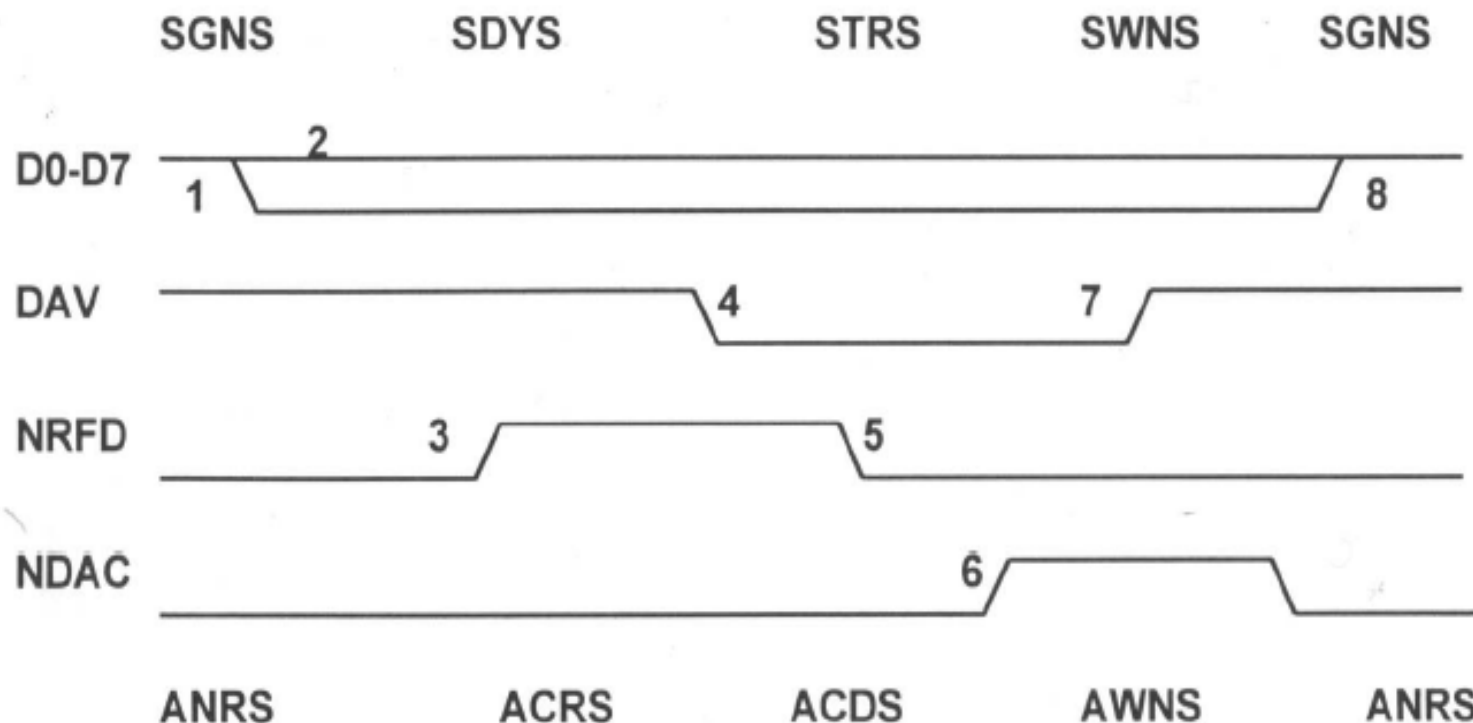 SGNS SDYS STRS SWNS SGNS
2
D0-D7
1 8
DAV 4 7
NRFD 3 5
NDAC 6
ANRS ACRS ACDS AWNS ANRS